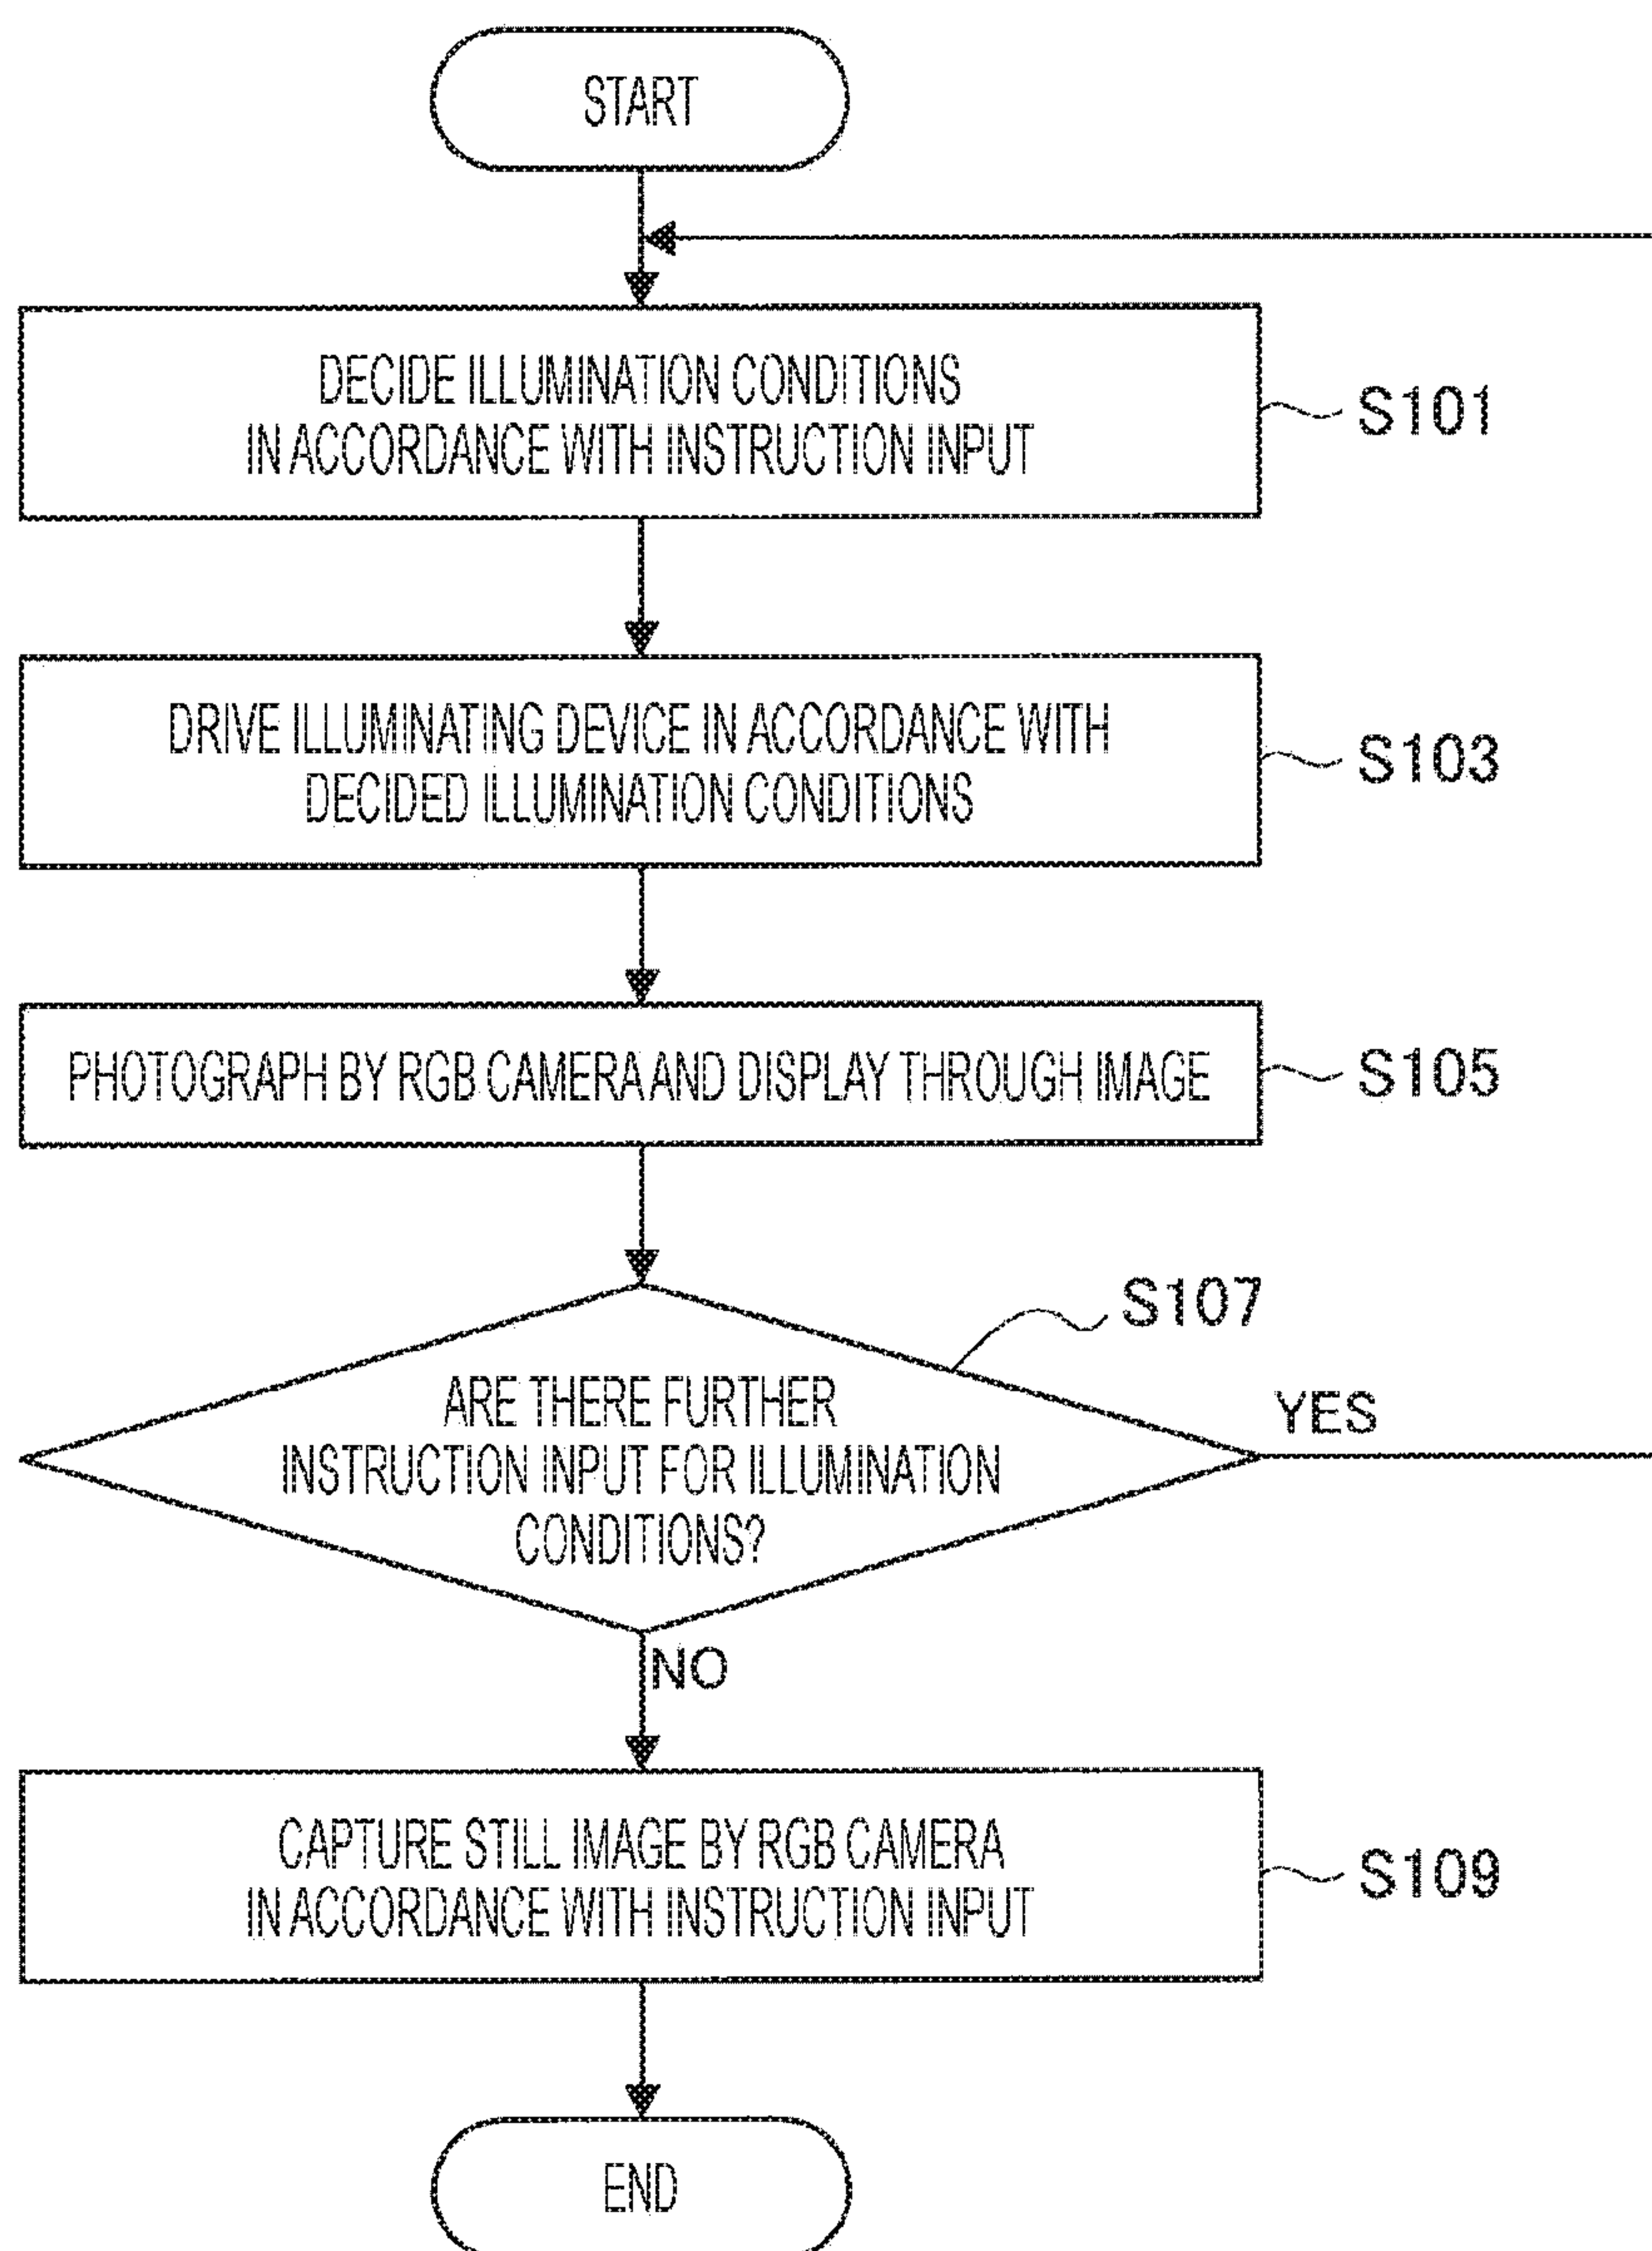 START
DECIDE ILLUMINATION CONDITIONS
IN ACCORDANCE WITH INSTRUCTION INPUT
S101
DRIVE ILLUMINATING DEVICE IN ACCORDANCE WITH
DECIDED ILLUMINATION CONDITIONS
S103
PHOTOGRAPH BY RGB CAMERA AND DISPLAY THROUGH IMAGE
S105
S107
ARE THERE FURTHER
INSTRUCTION INPUT FOR ILLUMINATION
CONDITIONS?
YES
NO
CAPTURE STILL IMAGE BY RGB CAMERA
IN ACCORDANCE WITH INSTRUCTION INPUT
S109
END